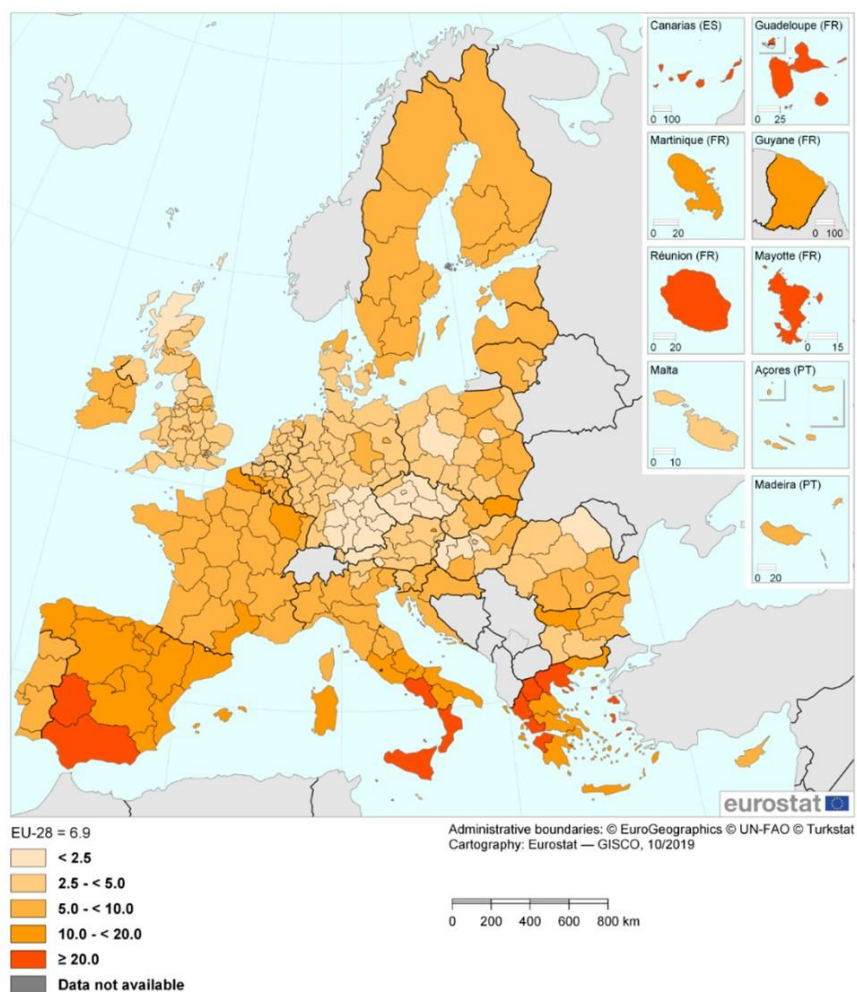 Canarias (ES)
0 100
Guadeloupe (FR)
0 25
Martinique (FR)
0 20
Guyane (FR)
0 100
Réunion (FR)
0 20
Mayotte (FR)
0 15
Malta
0 10
Açores (PT)
Madeira (PT)
0 20
eurostat
EU-28 = 6.9
< 2.5
2.5 - < 5.0
5.0 - < 10.0
10.0 - < 20.0
≥ 20.0
Data not available
Administrative boundaries: © EuroGeographics © UN-FAO © Turkstat
Cartography: Eurostat — GISCO, 10/2019
0 200 400 600 800 km